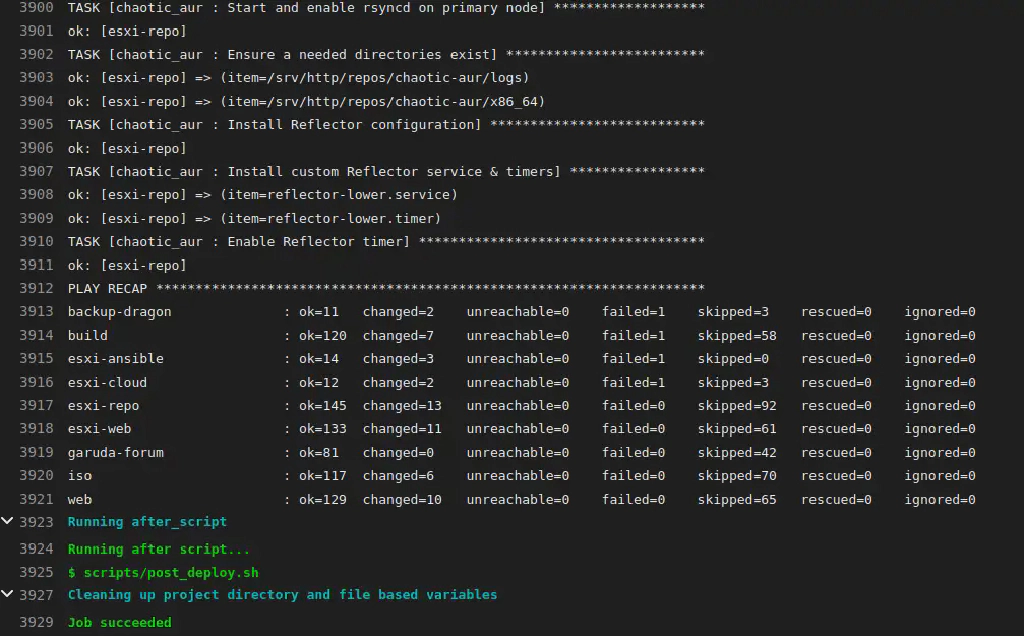 3900 TASK [chaotic_aur : Start and enable rsyncd on primary node] *******************
3901 ok: [esxi-repo]
3902 TASK [chaotic_aur : Ensure a needed directories exist] *************************
3903 ok: [esxi-repo] => (item=/srv/http/repos/chaotic-aur/logs)
3904 ok: [esxi-repo] => (item=/srv/http/repos/chaotic-aur/x86_64)
3905 TASK [chaotic_aur : Install Reflector configuration] ***************************
3906 ok: [esxi-repo]
3907 TASK [chaotic_aur : Install custom Reflector service & timers] *****************
3908 ok: [esxi-repo] => (item=reflector-lower.service)
3909 ok: [esxi-repo] => (item=reflector-lower.timer)
3910 TASK [chaotic_aur : Enable Reflector timer] ************************************
3911 ok: [esxi-repo]
3912 PLAY RECAP *********************************************************************
3913 backup-dragon : ok=11 changed=2 unreachable=0 failed=1 skipped=3 rescued=0 ignored=0
3914 build : ok=120 changed=7 unreachable=0 failed=1 skipped=58 rescued=0 ignored=0
3915 esxi-ansible : ok=14 changed=3 unreachable=0 failed=1 skipped=0 rescued=0 ignored=0
3916 esxi-cloud : ok=12 changed=2 unreachable=0 failed=1 skipped=3 rescued=0 ignored=0
3917 esxi-repo : ok=145 changed=13 unreachable=0 failed=0 skipped=92 rescued=0 ignored=0
3918 esxi-web : ok=133 changed=11 unreachable=0 failed=0 skipped=61 rescued=0 ignored=0
3919 garuda-forum : ok=81 changed=0 unreachable=0 failed=0 skipped=42 rescued=0 ignored=0
3920 iso : ok=117 changed=6 unreachable=0 failed=0 skipped=70 rescued=0 ignored=0
3921 web : ok=129 changed=10 unreachable=0 failed=0 skipped=65 rescued=0 ignored=0
3923 Running after_script
3924 Running after script...
3925 $ scripts/post_deploy.sh
3927 Cleaning up project directory and file based variables
3929 Job succeeded